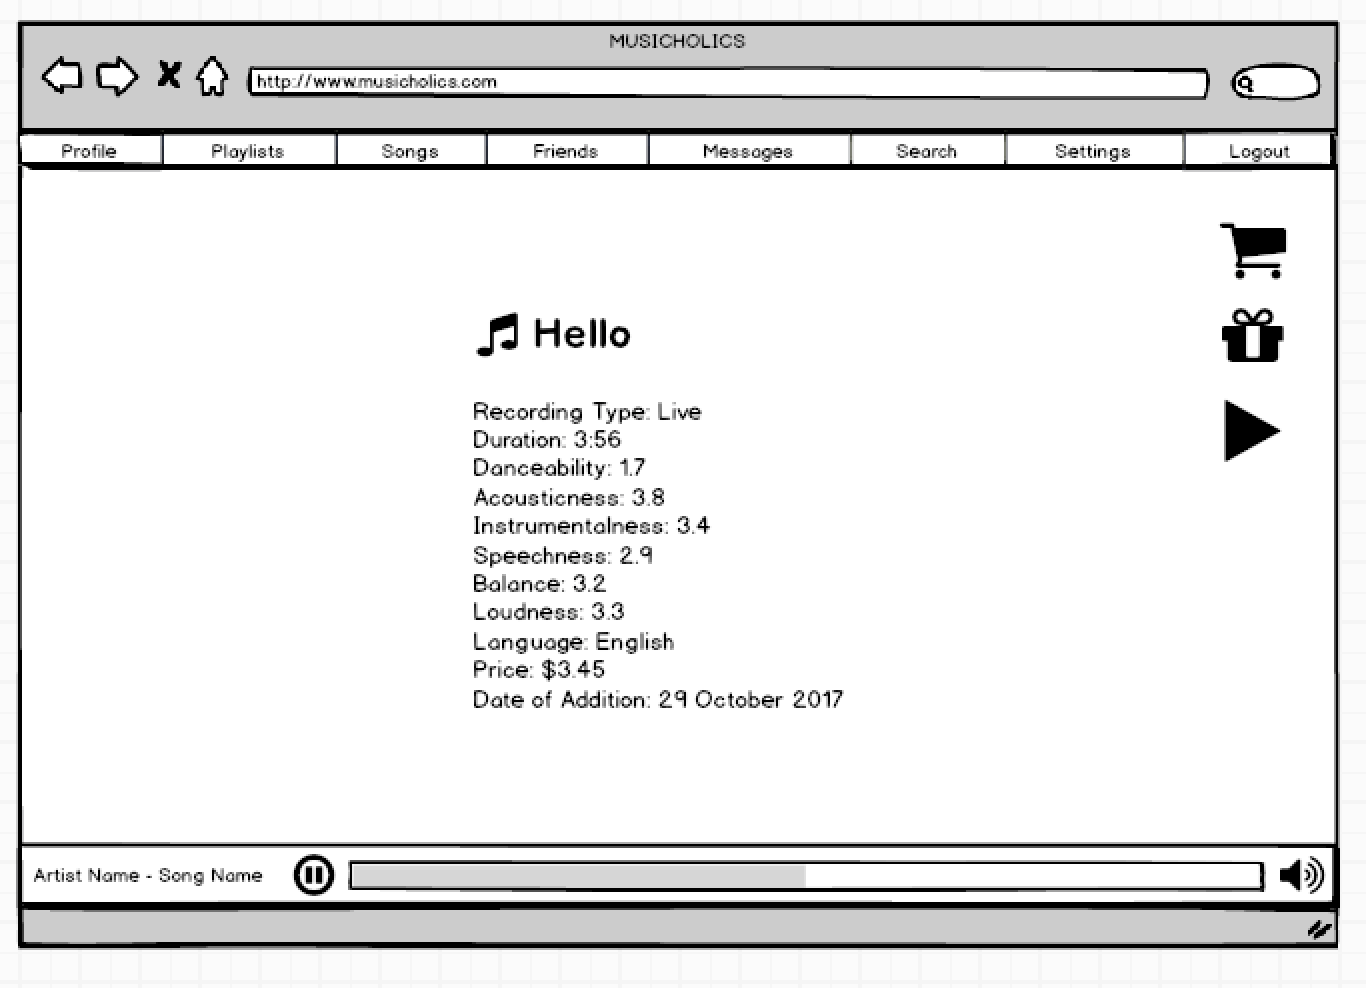 MUSICHOLICS
http://www.musicholics.com
Profile Playlists Songs Friends Messages Search Settings Logout
Hello
Recording Type: Live
Duration: 3:56
Danceability: 1.7
Acousticness: 3.8
Instrumentalness: 3.4
Speechness: 2.9
Balance: 3.2
Loudness: 3.3
Language: English
Price: $3.45
Date of Addition: 29 October 2017
Artist Name - Song Name